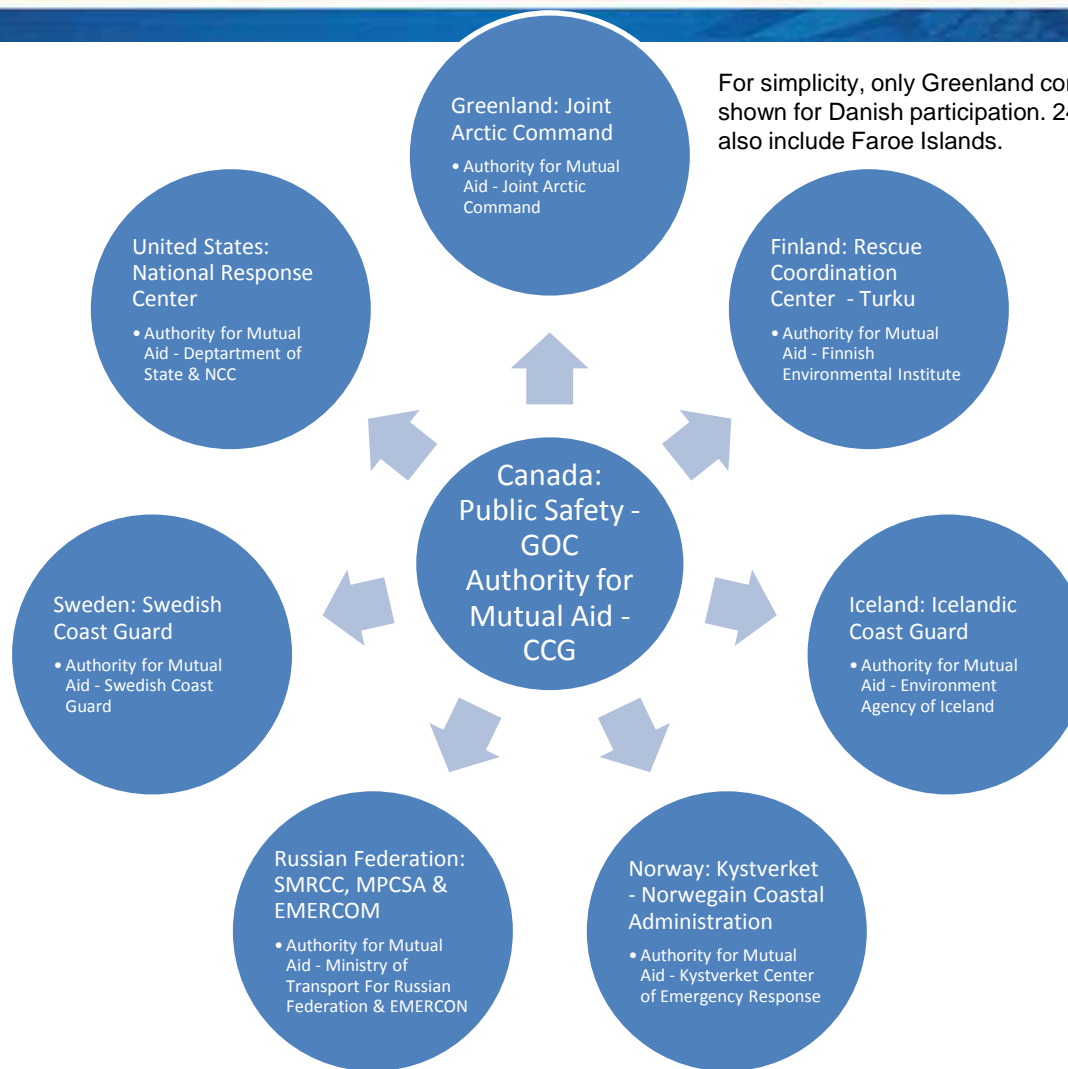 For simplicity, only Greenland
shown for Danish participation.
also include Faroe Islands.
Greenland: Joint
Arctic Command
• Authority for Mutual
Aid - Joint Arctic
Command
United States:
National Response
Center
• Authority for Mutual
Aid - Deptartment of
State & NCC
Finland: Rescue
Coordination
Center - Turku
• Authority for Mutual
Aid - Finnish
Environmental Institute
Canada:
Public Safety -
GOC
Authority for
Mutual Aid -
CCG
Sweden: Swedish
Coast Guard
• Authority for Mutual
Aid - Swedish Coast
Guard
Iceland: Icelandic
Coast Guard
• Authority for Mutual
Aid - Environment
Agency of Iceland
Russian Federation:
SMRCC, MPCSA &
EMERCOM
• Authority for Mutual
Aid - Ministry of
Transport For Russian
Federation & EMERCON
Norway: Kystverket
- Norwegain Coastal
Administration
• Authority for Mutual
Aid - Kystverket Center
of Emergency Response